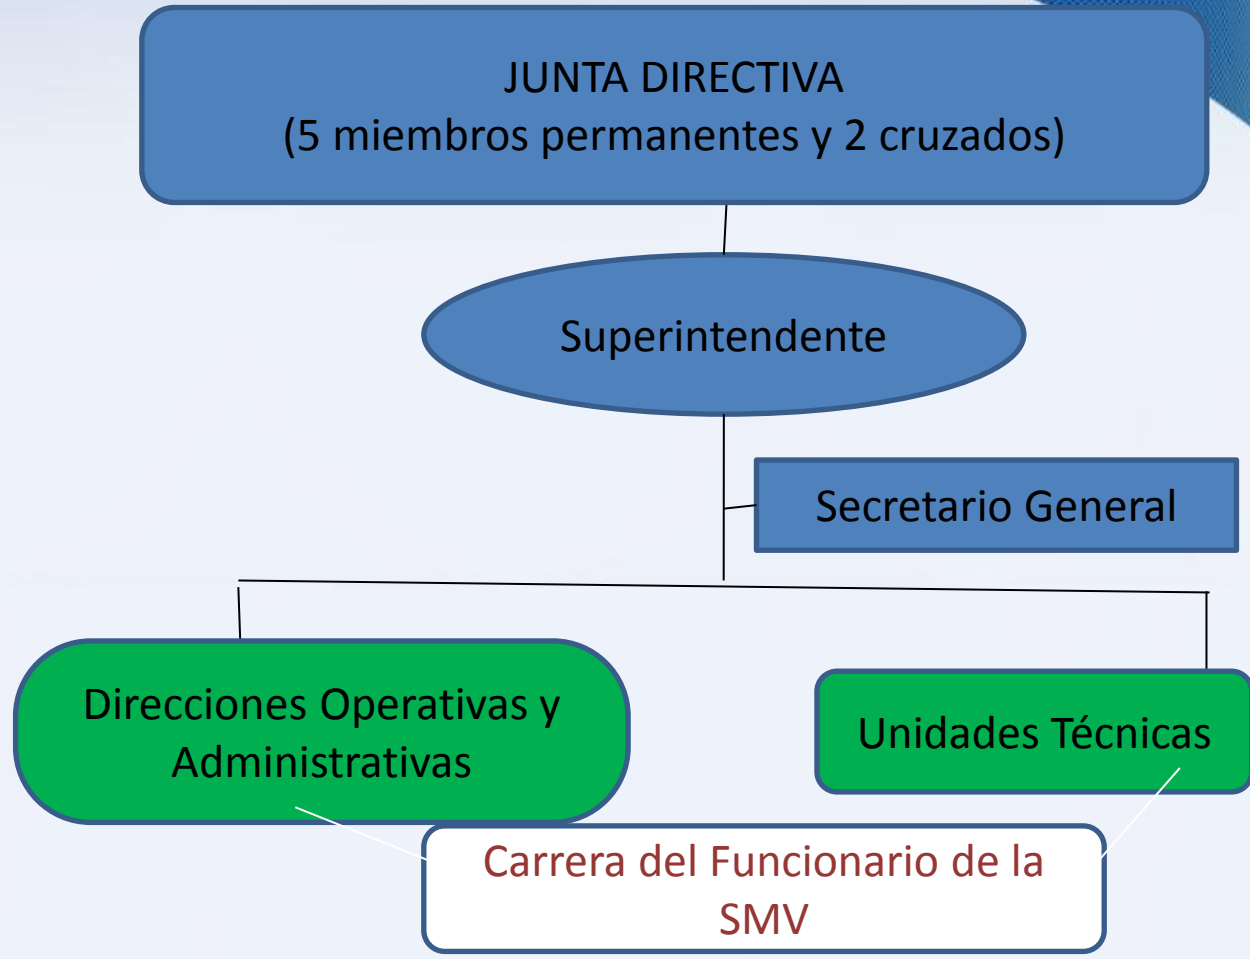 JUNTA DIRECTIVA
(5 miembros permanentes y 2 cruzados)
Superintendente
Secretario General
Direcciones Operativas y
Administrativas
Unidades Técnicas
Carrera del Funcionario de la
SMV